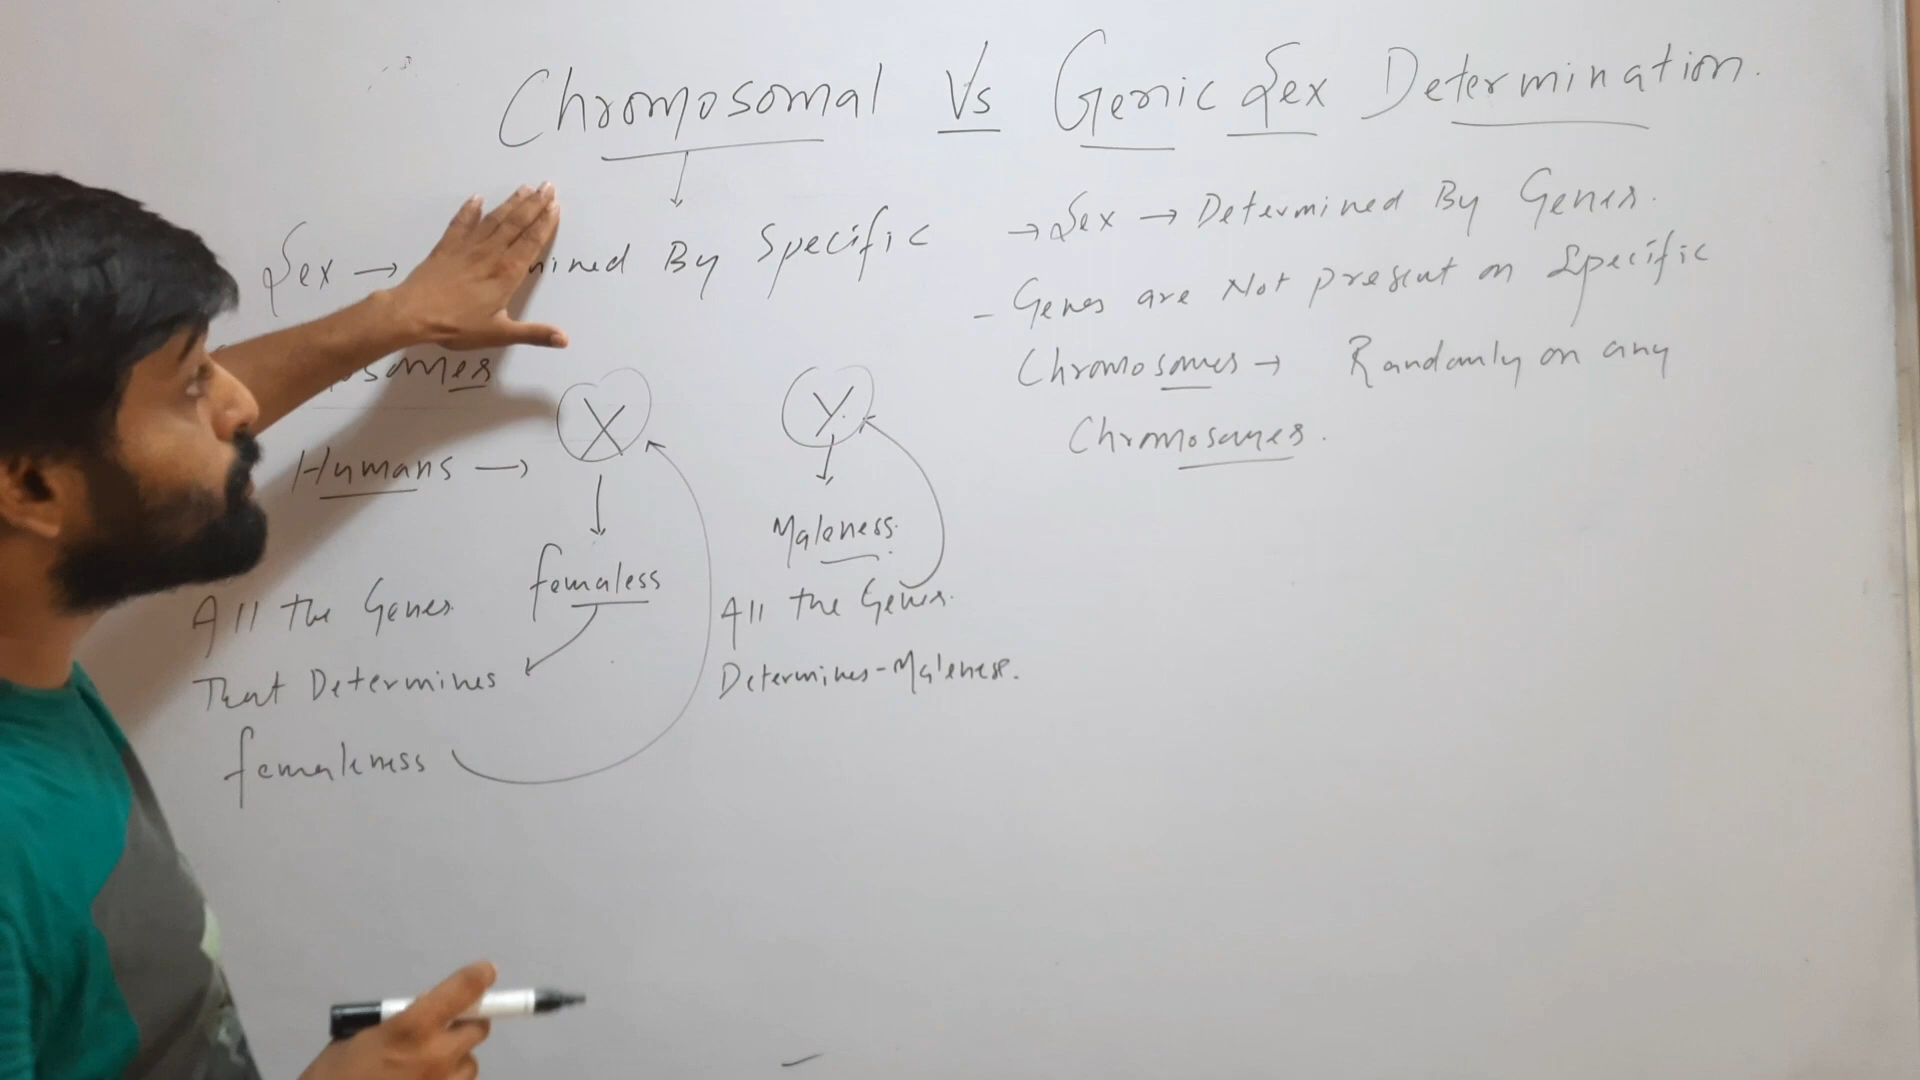 Chromosomal Vs Genic Sex Determination.
Sex → mined By Specific
somes
Humans → X
Y
femaless
Maleness.
All the Genes
That Determines
femaleness
All the Genes.
Determines-Maleness.
→ Sex → Determined By Genes.
- Genes are Not present on Specific
Chromosomes → Randomly on any
Chromosomes.